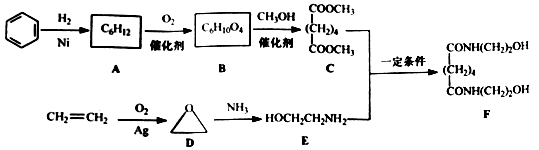 H₂
Ni
C₆H₁₂
A
O₂
催化剂
C₆H₁₀O₄
B
CH₃OH
催化剂
COOCH₃
(CH₂)₄
COOCH₃
C
一定条件
CONH(CH₂)₂OH
(CH₂)₄
CONH(CH₂)₂OH
F
CH₂=CH₂
O₂
Ag
O
D
NH₃
HOCH₂CH₂NH₂
E